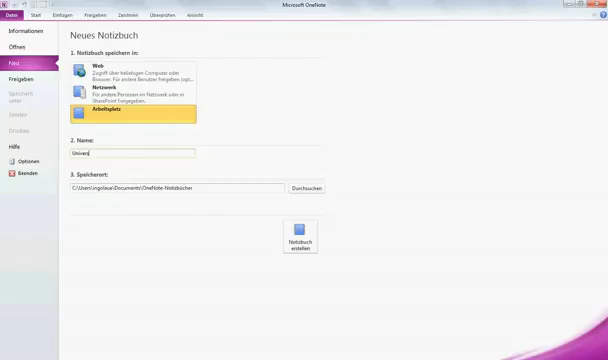 Microsoft OneNote
Datei Start Einfügen Freigeben Zeichnen Überprüfen Ansicht
Informationen
Öffnen
Neu
Freigeben
Speichern unter
Senden
Drucken
Hilfe
Optionen
Beenden
Neues Notizbuch
1. Notizbuch speichern in:
Web
Zugriff über beliebigen Computer oder
Browser. Für andere Benutzer freigeben (opt...
Netzwerk
Für andere Personen im Netzwerk oder in
SharePoint freigegeben.
Arbeitsplatz
2. Name:
Univers
3. Speicherort:
C:\Users\ingolaue\Documents\OneNote-Notizbücher
Durchsuchen
Notizbuch
erstellen